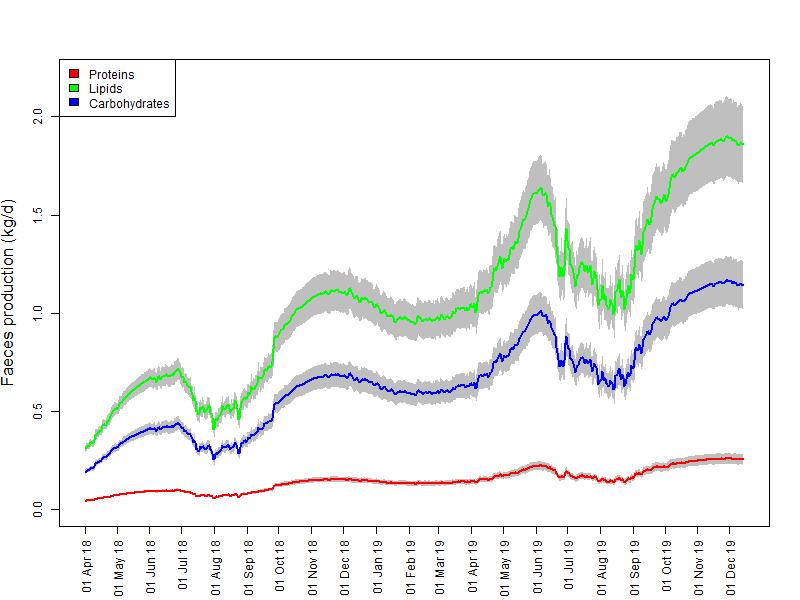 Proteins
Lipids
Carbohydrates
Faeces production (kg/d)
2.0
1.5
1.0
0.5
0.0
01 Apr 18
01 May 18
01 Jun 18
01 Jul 18
01 Aug 18
01 Sep 18
01 Oct 18
01 Nov 18
01 Dec 18
01 Jan 19
01 Feb 19
01 Mar 19
01 Apr 19
01 May 19
01 Jun 19
01 Jul 19
01 Aug 19
01 Sep 19
01 Oct 19
01 Nov 19
01 Dec 19